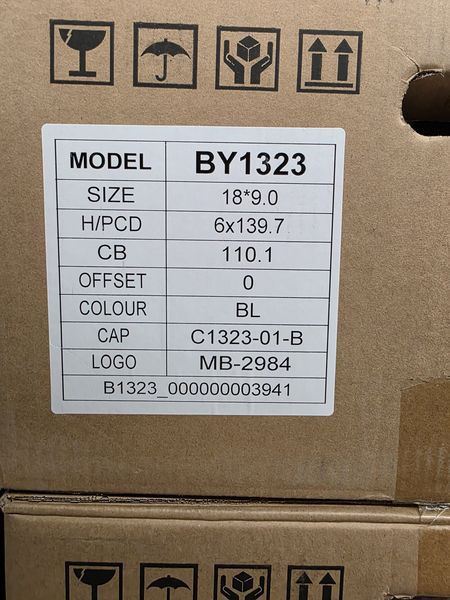 MODEL BY1323
SIZE 18*9.0
H/PCD 6x139.7
CB 110.1
OFFSET 0
COLOUR BL
CAP C1323-01-B
LOGO MB-2984
B1323_000000003941